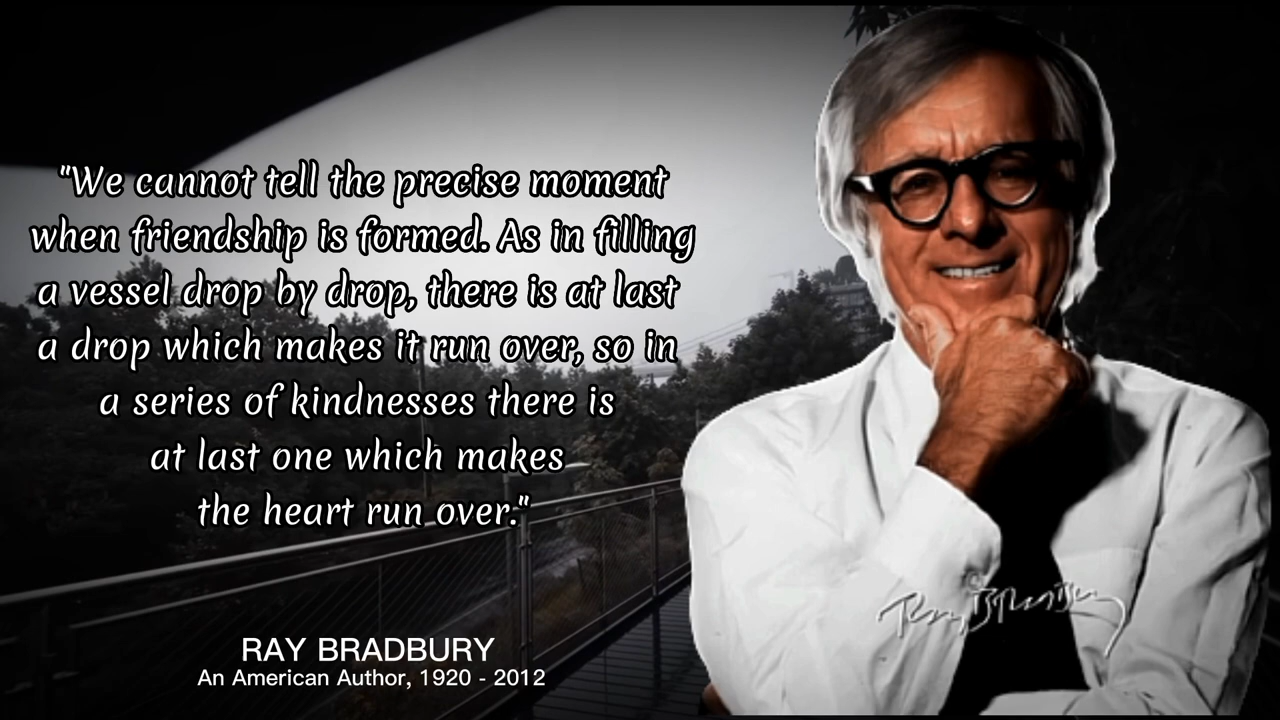 "We cannot tell the precise moment
when friendship is formed. As in filling
a vessel drop by drop, there is at last
a drop which makes it run over, so in
a series of kindnesses there is
at last one which makes
the heart run over."
RAY BRADBURY
An American Author, 1920 - 2012
Ray Bradbury